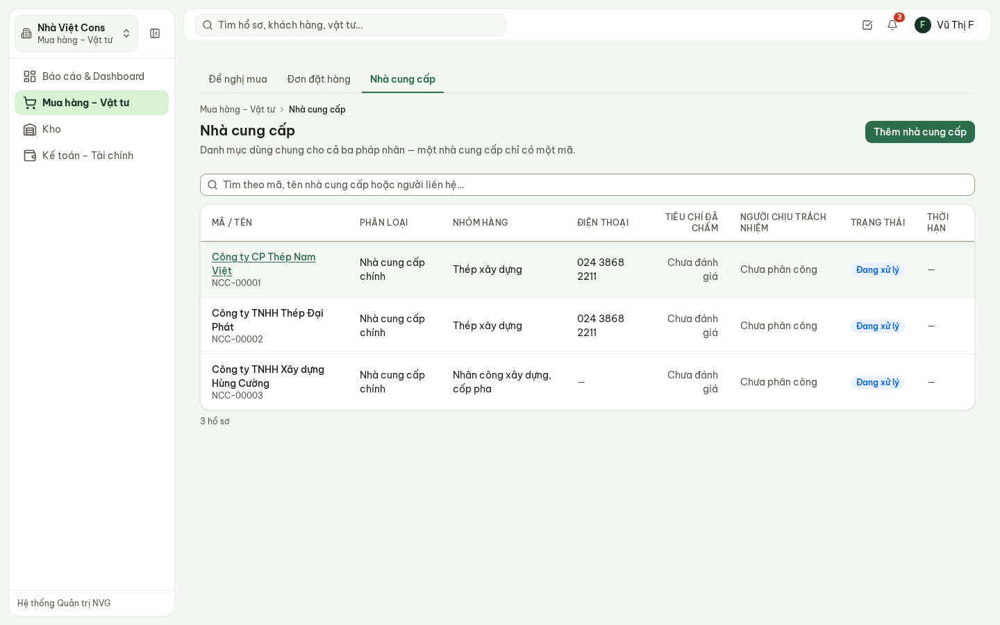 Nhà Việt Cons
Mua hàng – Vật tư
Báo cáo & Dashboard
Mua hàng – Vật tư
Kho
Kế toán – Tài chính
Hệ thống Quản trị NVG
Tìm hồ sơ, khách hàng, vật tư...
3
F
Vũ Thị F
Đề nghị mua
Đơn đặt hàng
Nhà cung cấp
Mua hàng – Vật tư > Nhà cung cấp
Nhà cung cấp
Thêm nhà cung cấp
Danh mục dùng chung cho cả ba pháp nhân — một nhà cung cấp chỉ có một mã.
Tìm theo mã, tên nhà cung cấp hoặc người liên hệ...
MÃ / TÊN
PHÂN LOẠI
NHÓM HÀNG
ĐIỆN THOẠI
TIÊU CHÍ ĐÃ
CHẤM
NGƯỜI CHỊU TRÁCH
NHIỆM
TRẠNG THÁI
THỜI
HẠN
Công ty CP Thép Nam
Việt
NCC-00001
Nhà cung cấp
chính
Thép xây dựng
024 3868
2211
Chưa đánh
giá
Chưa phân công
Đang xử lý
—
Công ty TNHH Thép Đại
Phát
NCC-00002
Nhà cung cấp
chính
Thép xây dựng
024 3868
2211
Chưa đánh
giá
Chưa phân công
Đang xử lý
—
Công ty TNHH Xây dựng
Hùng Cường
NCC-00003
Nhà cung cấp
chính
Nhân công xây dựng,
cốp pha
—
Chưa đánh
giá
Chưa phân công
Đang xử lý
—
3 hồ sơ